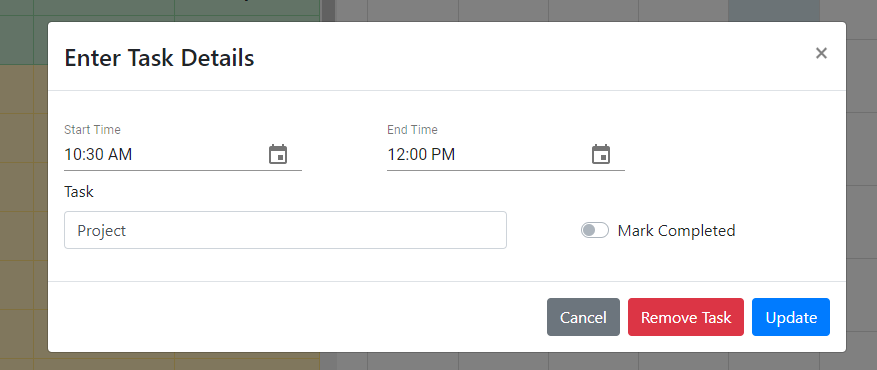 Enter Task Details
×
Start Time
End Time
10:30 AM
12:00 PM
Task
Project
Mark Completed
Cancel
Remove Task
Update